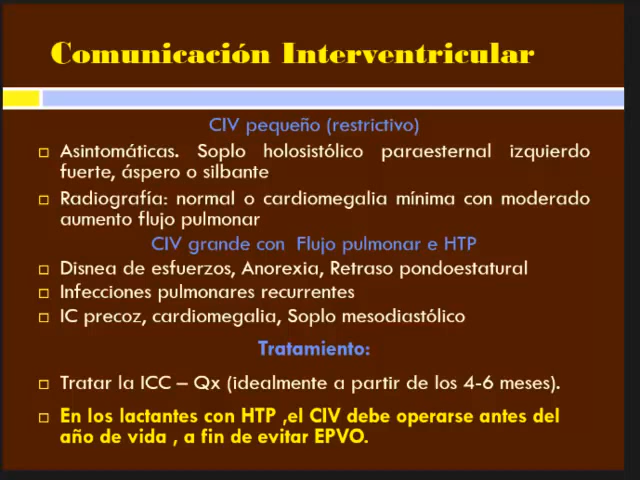 Comunicación Interventricular
CIV pequeño (restrictivo)
Asintomáticas. Soplo holosistólico paraesternal izquierdo
fuerte, áspero o silbante
Radiografía: normal o cardiomegalia mínima con moderado
aumento flujo pulmonar
CIV grande con Flujo pulmonar e HTP
Disnea de esfuerzos, Anorexia, Retraso pondoestatural
Infecciones pulmonares recurrentes
IC precoz, cardiomegalia, Soplo mesodiastólico
Tratamiento:
Tratar la ICC – Qx (idealmente a partir de los 4-6 meses).
En los lactantes con HTP ,el CIV debe operarse antes del
año de vida , a fin de evitar EPVO.